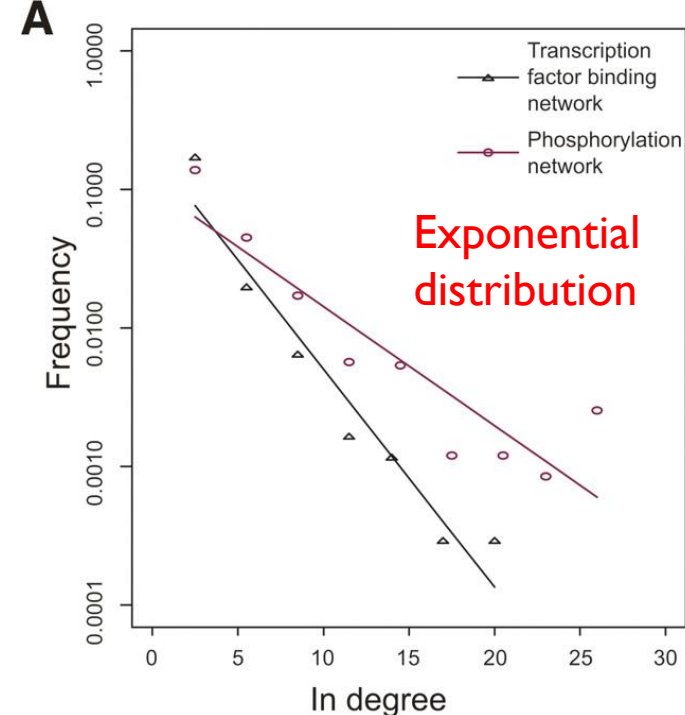 A
Transcription
factor binding
network
Phosphorylation
network
Exponential
distribution
Frequency
1.0000
0.1000
0.0100
0.0010
0.0001
0 5 10 15 20 25 30
In degree